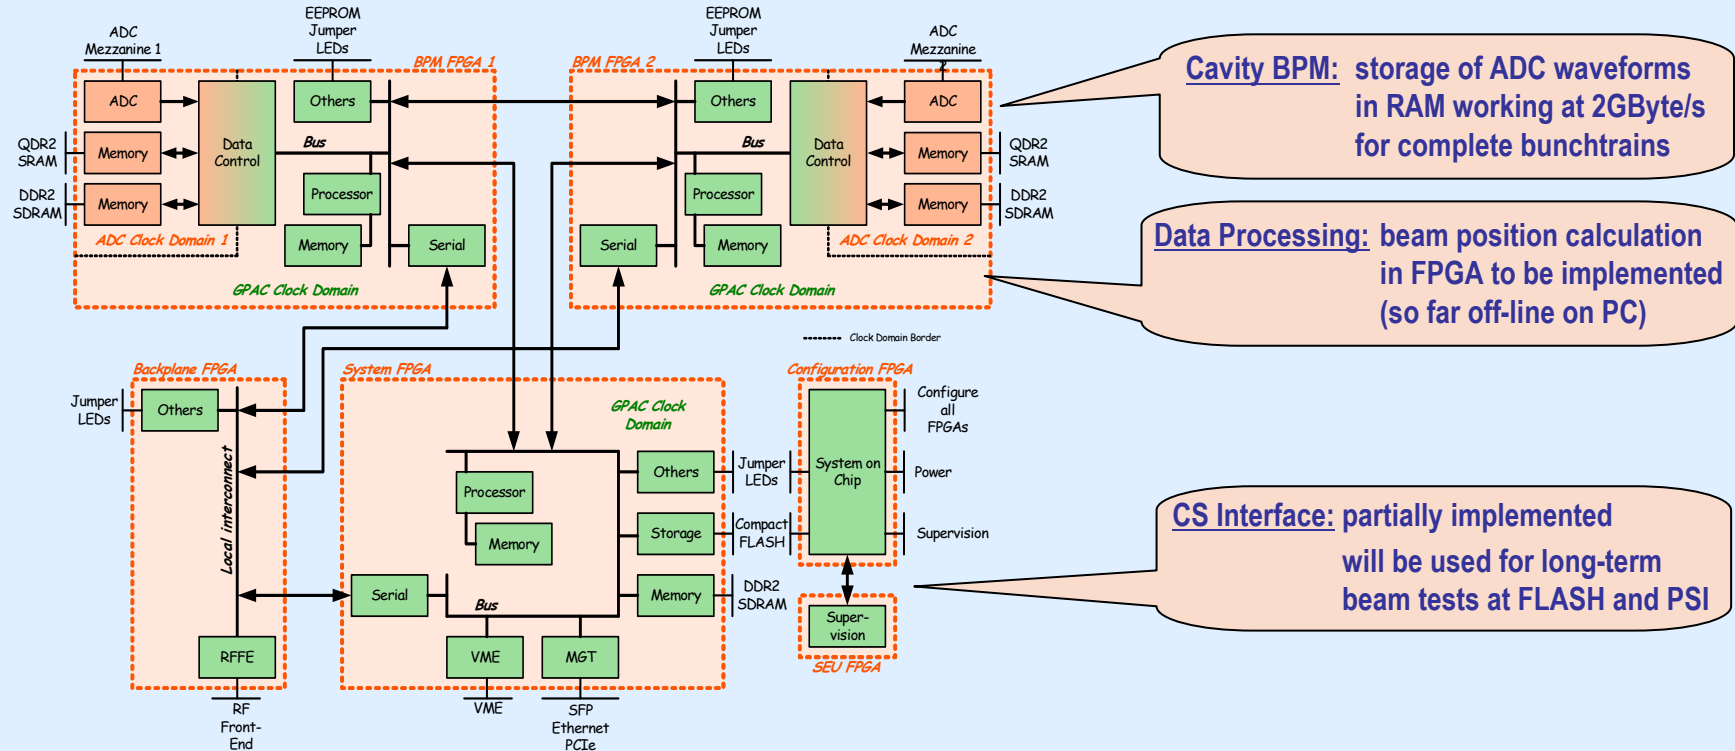 ADC
Mezzanine 1
EEPROM
Jumper
LEDs
BPM FPGA 1
ADC
Others
QDR2
SRAM
Memory
Data
Control
Bus
DDR2
SDRAM
Memory
Processor
ADC Clock Domain 1
Memory
Serial
GPAC Clock Domain
EEPROM
Jumper
LEDs
ADC
Mezzanine
2
BPM FPGA 2
Others
ADC
Bus
Data
Control
Memory
QDR2
SRAM
Processor
Memory
DDR2
SDRAM
Serial
Memory
ADC Clock Domain 2
GPAC Clock Domain
Clock Domain Border
Cavity BPM: storage of ADC waveforms
in RAM working at 2GByte/s
for complete bunchtrains
Data Processing: beam position calculation
in FPGA to be implemented
(so far off-line on PC)
Backplane FPGA
Jumper
LEDs
Others
Local interconnect
RFFE
RF
Front-
End
System FPGA
GPAC Clock
Domain
Processor
Memory
Others
Jumper
LEDs
Storage
Compact
FLASH
Memory
DDR2
SDRAM
Serial
Bus
VME
MGT
VME
SFP
Ethernet
PCIe
Configuration FPGA
System on
Chip
Configure
all
FPGAs
Power
Supervision
Super-
vision
SEU FPGA
CS Interface: partially implemented
will be used for long-term
beam tests at FLASH and PSI